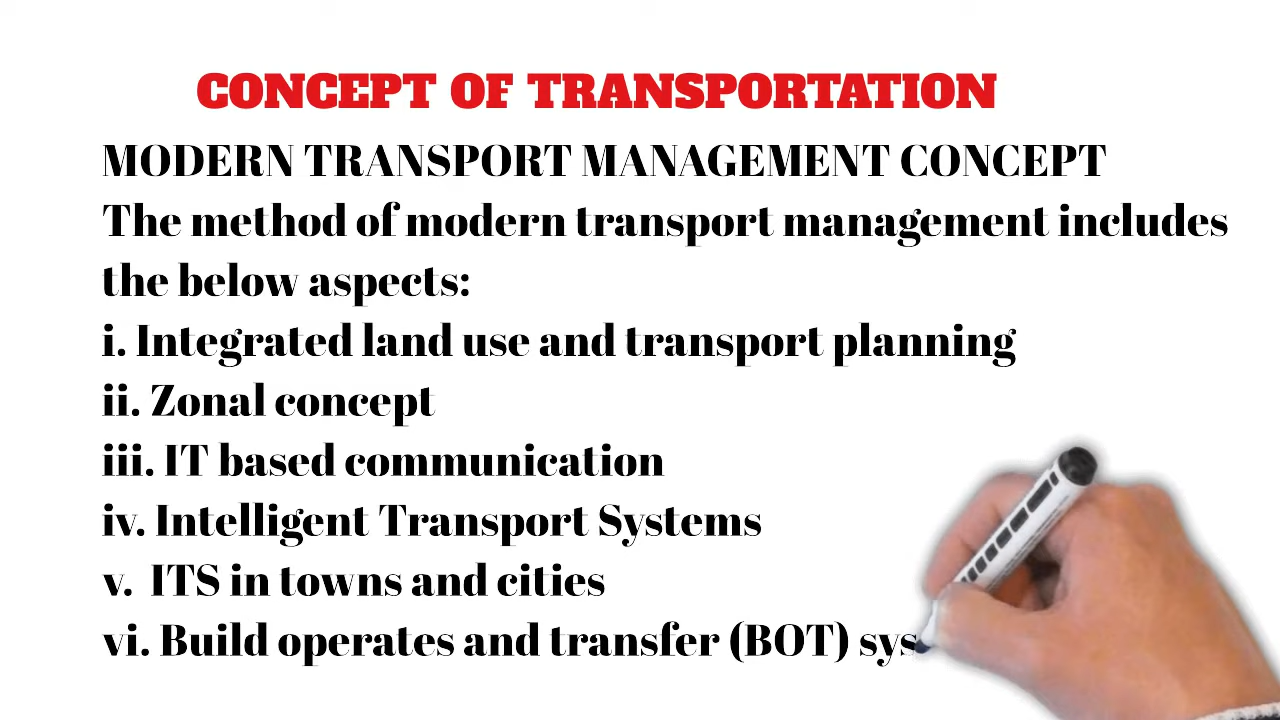 CONCEPT OF TRANSPORTATION
MODERN TRANSPORT MANAGEMENT CONCEPT
The method of modern transport management includes
the below aspects:
i. Integrated land use and transport planning
ii. Zonal concept
iii. IT based communication
iv. Intelligent Transport Systems
v. ITS in towns and cities
vi. Build operates and transfer (BOT) sys